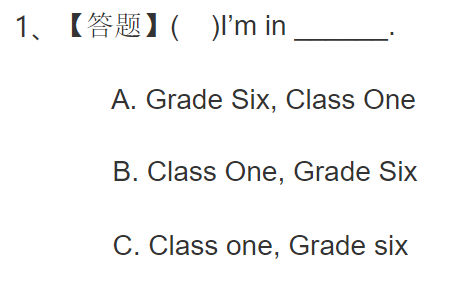 1、【答题】(    )I’m in ______.
A. Grade Six, Class One
B. Class One, Grade Six
C. Class one, Grade six